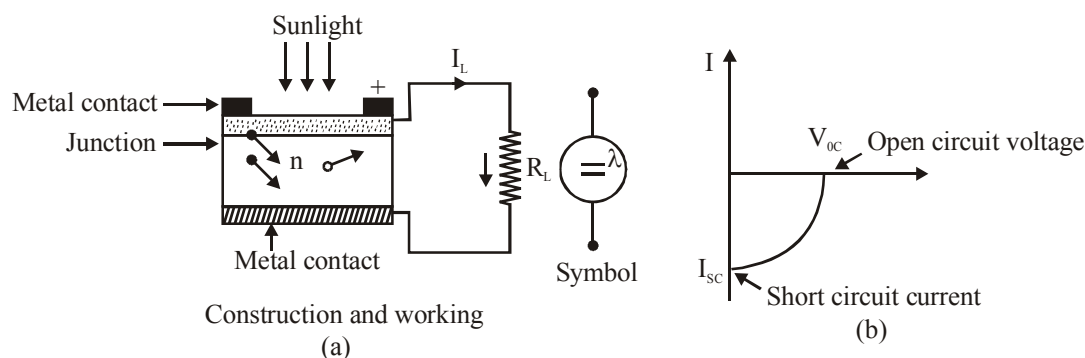 Sunlight
I_L
Metal contact
+
Junction
n
R_L
λ
Metal contact
Symbol
Construction and working
(a)
I
V_0C
Open circuit voltage
I_SC
Short circuit current
(b)